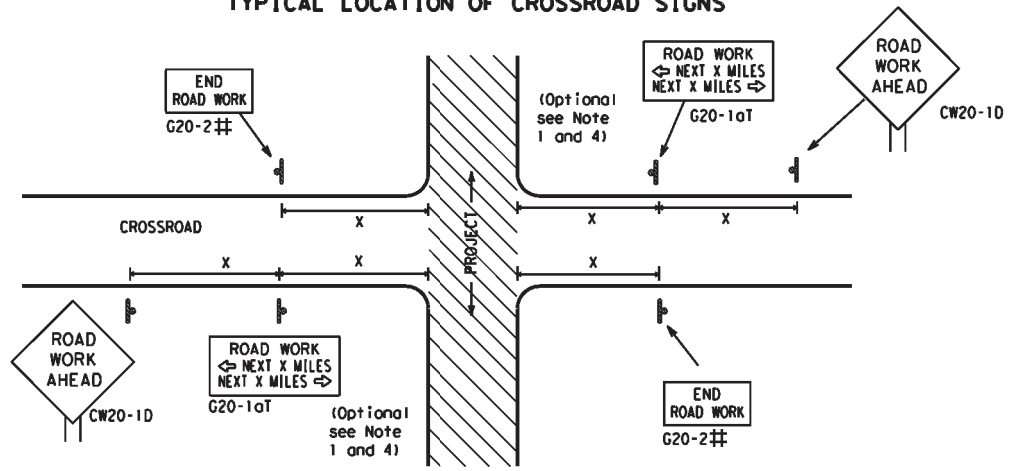 TYPICAL LOCATION OF CROSSROAD SIGNS
END
ROAD WORK
G20-2#
(Optional
see Note
1 and 4)
ROAD WORK
⇦ NEXT X MILES
NEXT X MILES ⇨
G20-1aT
ROAD
WORK
AHEAD
CW20-1D
X
X
X
CROSSROAD
PROJECT
X
X
X
ROAD
WORK
AHEAD
CW20-1D
ROAD WORK
⇦ NEXT X MILES
NEXT X MILES ⇨
G20-1aT
(Optional
see Note
1 and 4)
END
ROAD WORK
G20-2#